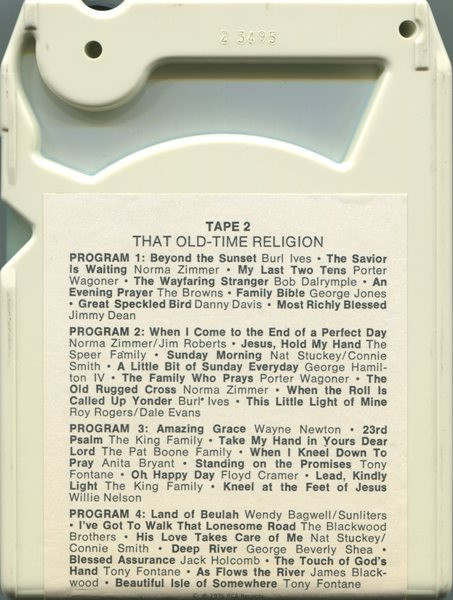 2 3495
TAPE 2
THAT OLD-TIME RELIGION
PROGRAM 1: Beyond the Sunset Burl Ives • The Savior
Is Waiting Norma Zimmer • My Last Two Tens Porter
Wagoner • The Wayfaring Stranger Bob Dalrymple • An
Evening Prayer The Browns • Family Bible George Jones
• Great Speckled Bird Danny Davis • Most Richly Blessed
Jimmy Dean
PROGRAM 2: When I Come to the End of a Perfect Day
Norma Zimmer/Jim Roberts • Jesus, Hold My Hand The
Speer Family • Sunday Morning Nat Stuckey/Connie
Smith • A Little Bit of Sunday Everyday George Hamil-
ton IV • The Family Who Prays Porter Wagoner • The
Old Rugged Cross Norma Zimmer • When the Roll Is
Called Up Yonder Burl Ives • This Little Light of Mine
Roy Rogers/Dale Evans
PROGRAM 3: Amazing Grace Wayne Newton • 23rd
Psalm The King Family • Take My Hand in Yours Dear
Lord The Pat Boone Family • When I Kneel Down To
Pray Anita Bryant • Standing on the Promises Tony
Fontane • Oh Happy Day Floyd Cramer • Lead, Kindly
Light The King Family • Kneel at the Feet of Jesus
Willie Nelson
PROGRAM 4: Land of Beulah Wendy Bagwell/Sunliters
• I've Got To Walk That Lonesome Road The Blackwood
Brothers • His Love Takes Care of Me Nat Stuckey/
Connie Smith • Deep River George Beverly Shea •
Blessed Assurance Jack Holcomb • The Touch of God's
Hand Tony Fontane • As Flows the River James Black-
wood • Beautiful Isle of Somewhere Tony Fontane
RCA Records